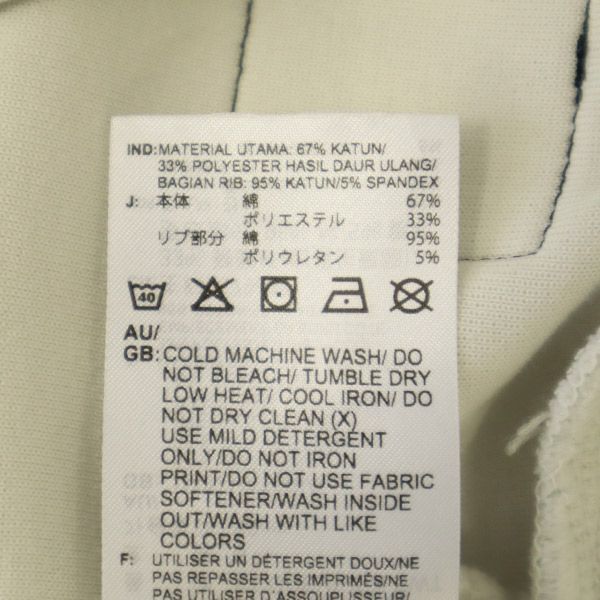 IND: MATERIAL UTAMA: 67% KATUN/
33% POLYESTER HASIL DAUR ULANG/
BAGIAN RIB: 95% KATUN/5% SPANDEX
J: 本体 綿 67%
ポリエステル 33%
リブ部分 綿 95%
ポリウレタン 5%
40
AU/
GB: COLD MACHINE WASH/ DO
NOT BLEACH/ TUMBLE DRY
LOW HEAT/ COOL IRON/ DO
NOT DRY CLEAN (X)
USE MILD DETERGENT
ONLY/DO NOT IRON
PRINT/DO NOT USE FABRIC
SOFTENER/WASH INSIDE
OUT/WASH WITH LIKE
COLORS
F: UTILISER UN DÉTERGENT DOUX/NE
PAS REPASSER LES IMPRIMÉS/NE
PAS UTILISER D'ASSOUPLISSEUR/